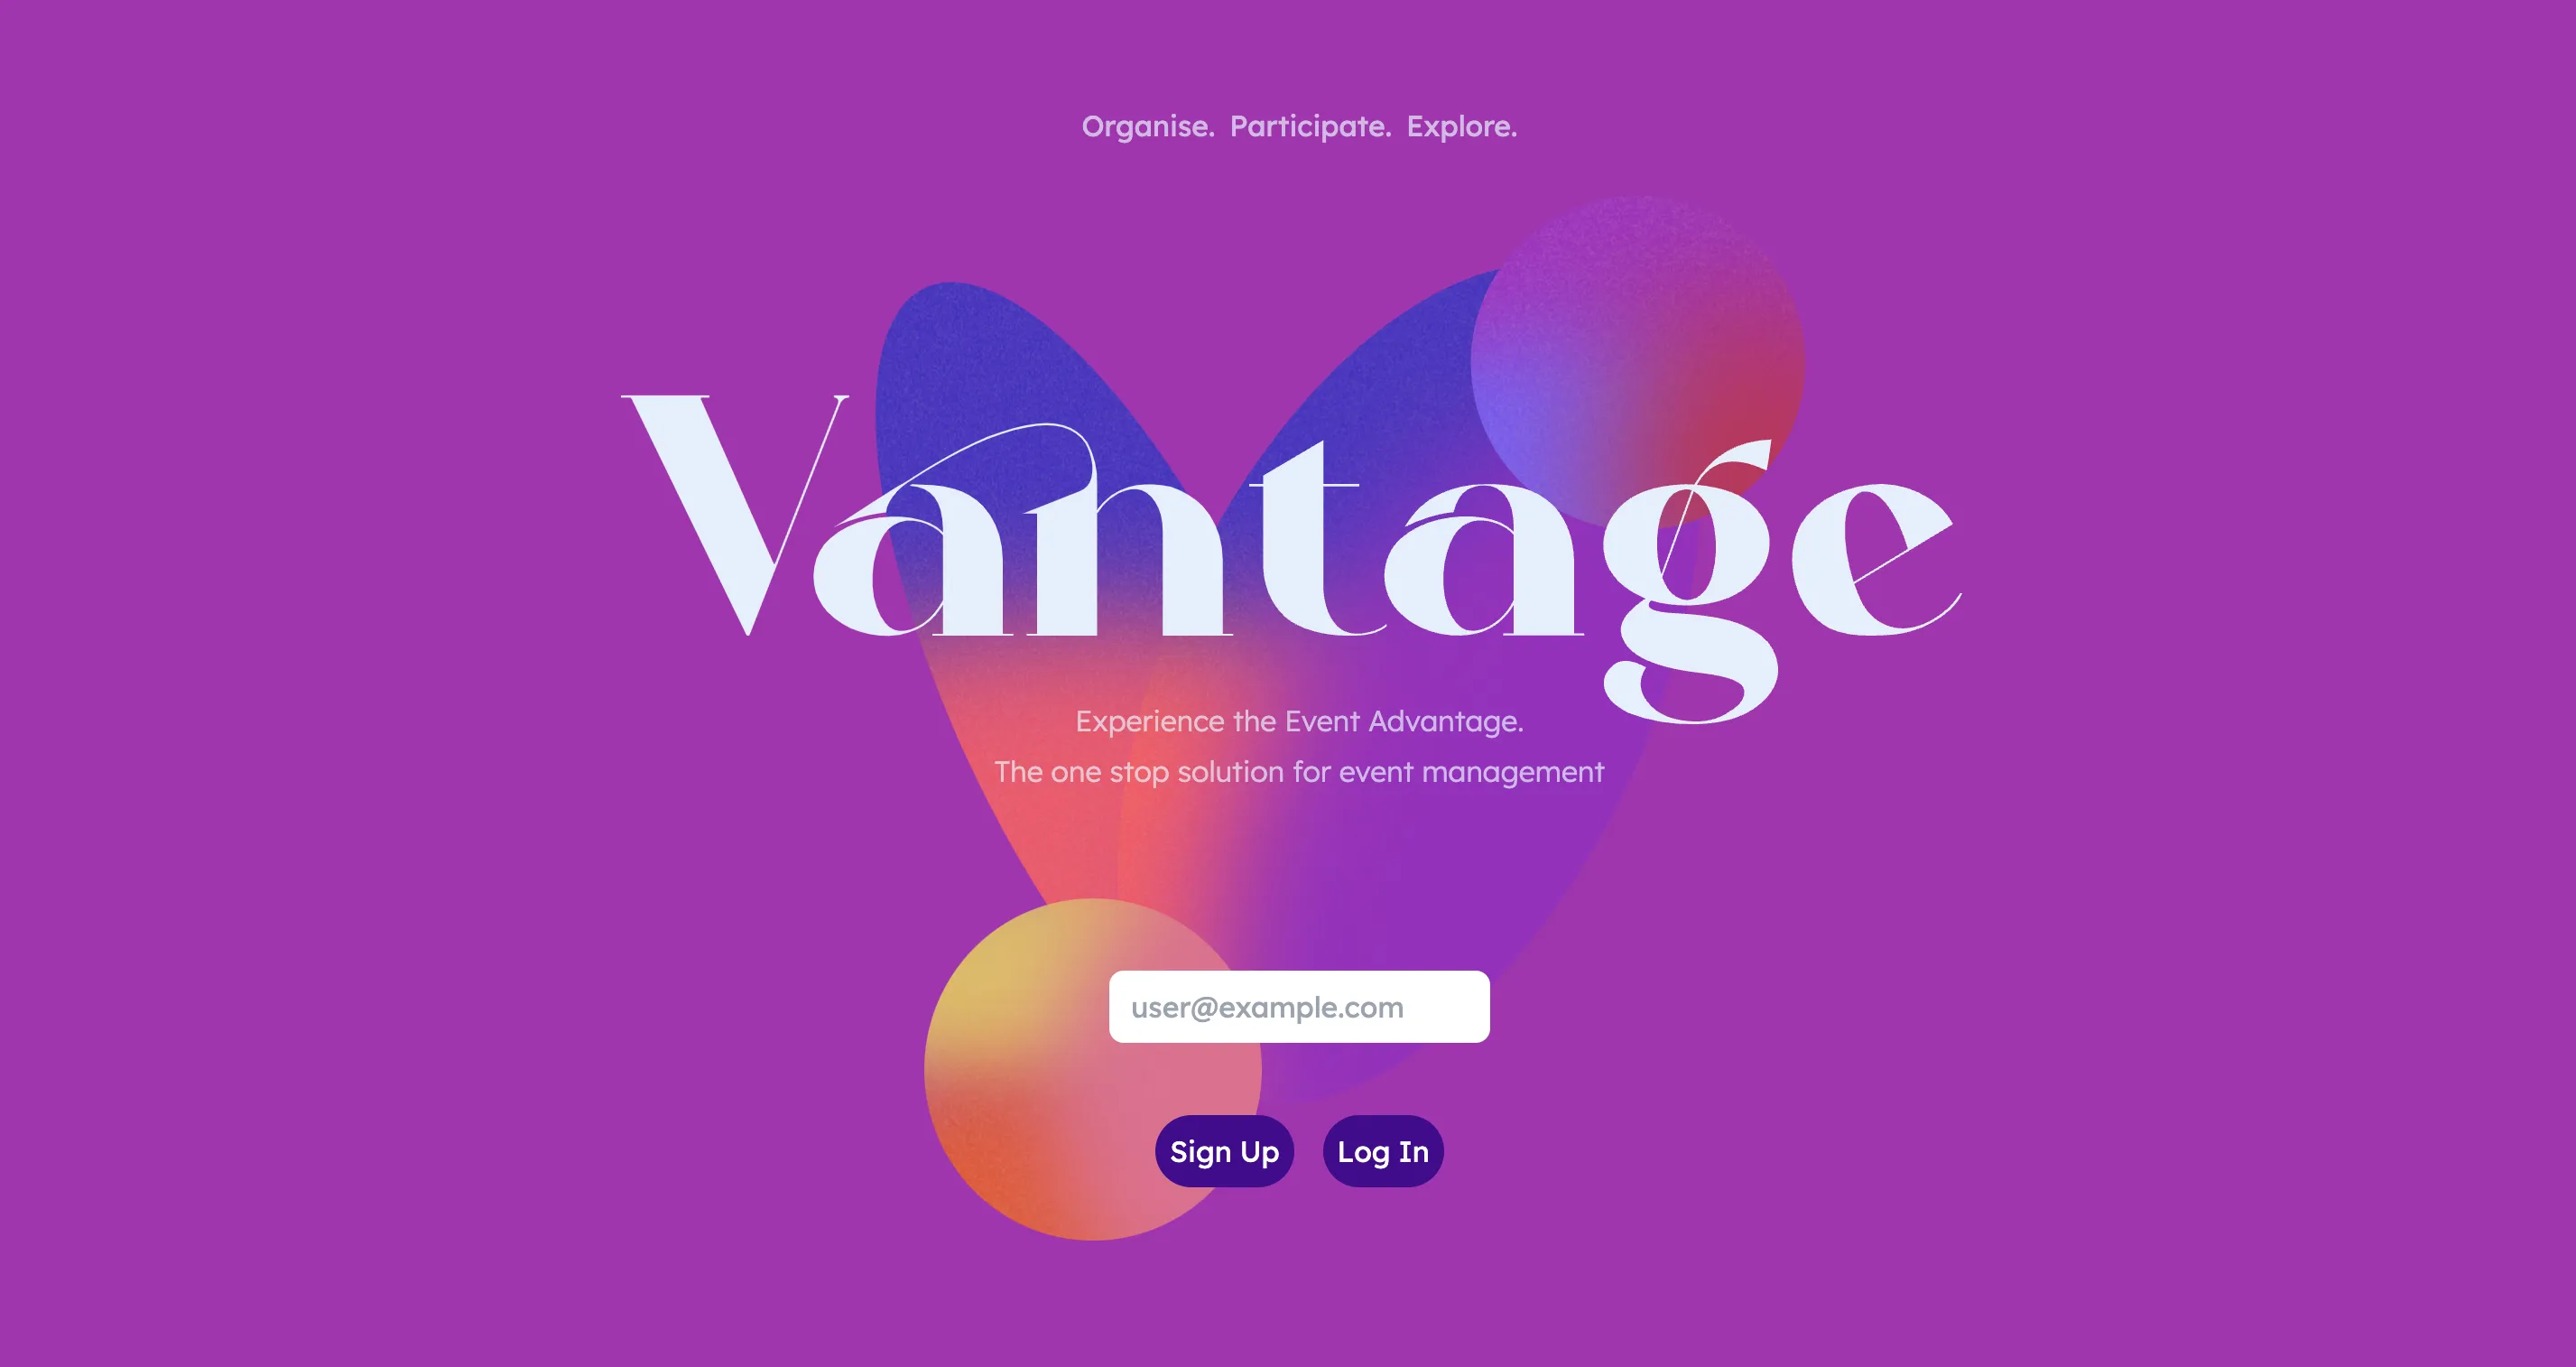 Organise. Participate. Explore.
Vantage
Experience the Event Advantage.
The one stop solution for event management
user@example.com
Sign Up Log In